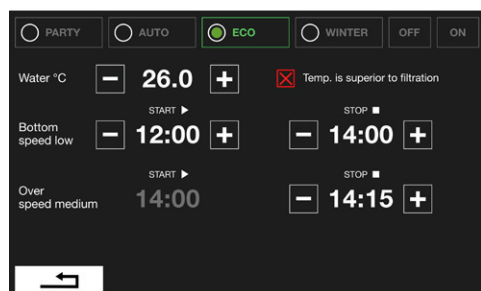 PARTY AUTO ECO WINTER OFF ON
Water °C − 26.0 + Temp. is superior to filtration
START ▶ STOP ■
Bottom
speed low − 12:00 + − 14:00 +
START ▶ STOP ■
Over
speed medium 14:00 − 14:15 +